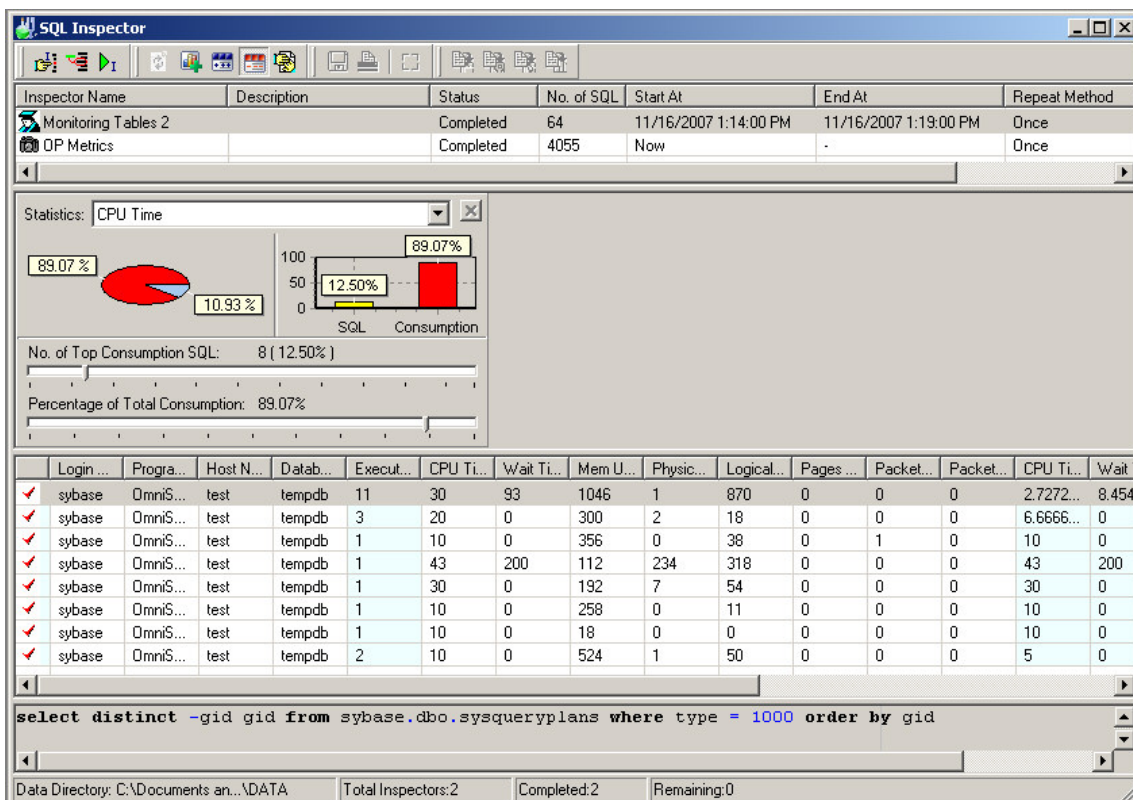 SQL Inspector
Inspector Name Description Status No. of SQL Start At End At Repeat Method
Monitoring Tables 2 Completed 64 11/16/2007 1:14:00 PM 11/16/2007 1:19:00 PM Once
OP Metrics Completed 4055 Now - Once
Statistics: CPU Time
89.07 %
10.93 %
100
50
0
12.50%
89.07%
SQL Consumption
No. of Top Consumption SQL: 8 ( 12.50% )
Percentage of Total Consumption: 89.07%
Login ... Progra... Host N... Datab... Execut... CPU Ti... Wait Ti... Mem U... Physic... Logical... Pages ... Packet... Packet... CPU Ti... Wait
sybase OmniS... test tempdb 11 30 93 1046 1 870 0 0 0 2.7272... 8.454
sybase OmniS... test tempdb 3 20 0 300 2 18 0 0 0 6.6666... 0
sybase OmniS... test tempdb 1 10 0 356 0 38 0 1 0 10 0
sybase OmniS... test tempdb 1 43 200 112 234 318 0 0 0 43 200
sybase OmniS... test tempdb 1 30 0 192 7 54 0 0 0 30 0
sybase OmniS... test tempdb 1 10 0 258 0 11 0 0 0 10 0
sybase OmniS... test tempdb 1 10 0 18 0 0 0 0 0 10 0
sybase OmniS... test tempdb 2 10 0 524 1 50 0 0 0 5 0
select distinct -gid gid from sybase.dbo.sysqueryplans where type = 1000 order by gid
Data Directory: C:\Documents an...\DATA Total Inspectors:2 Completed:2 Remaining:0